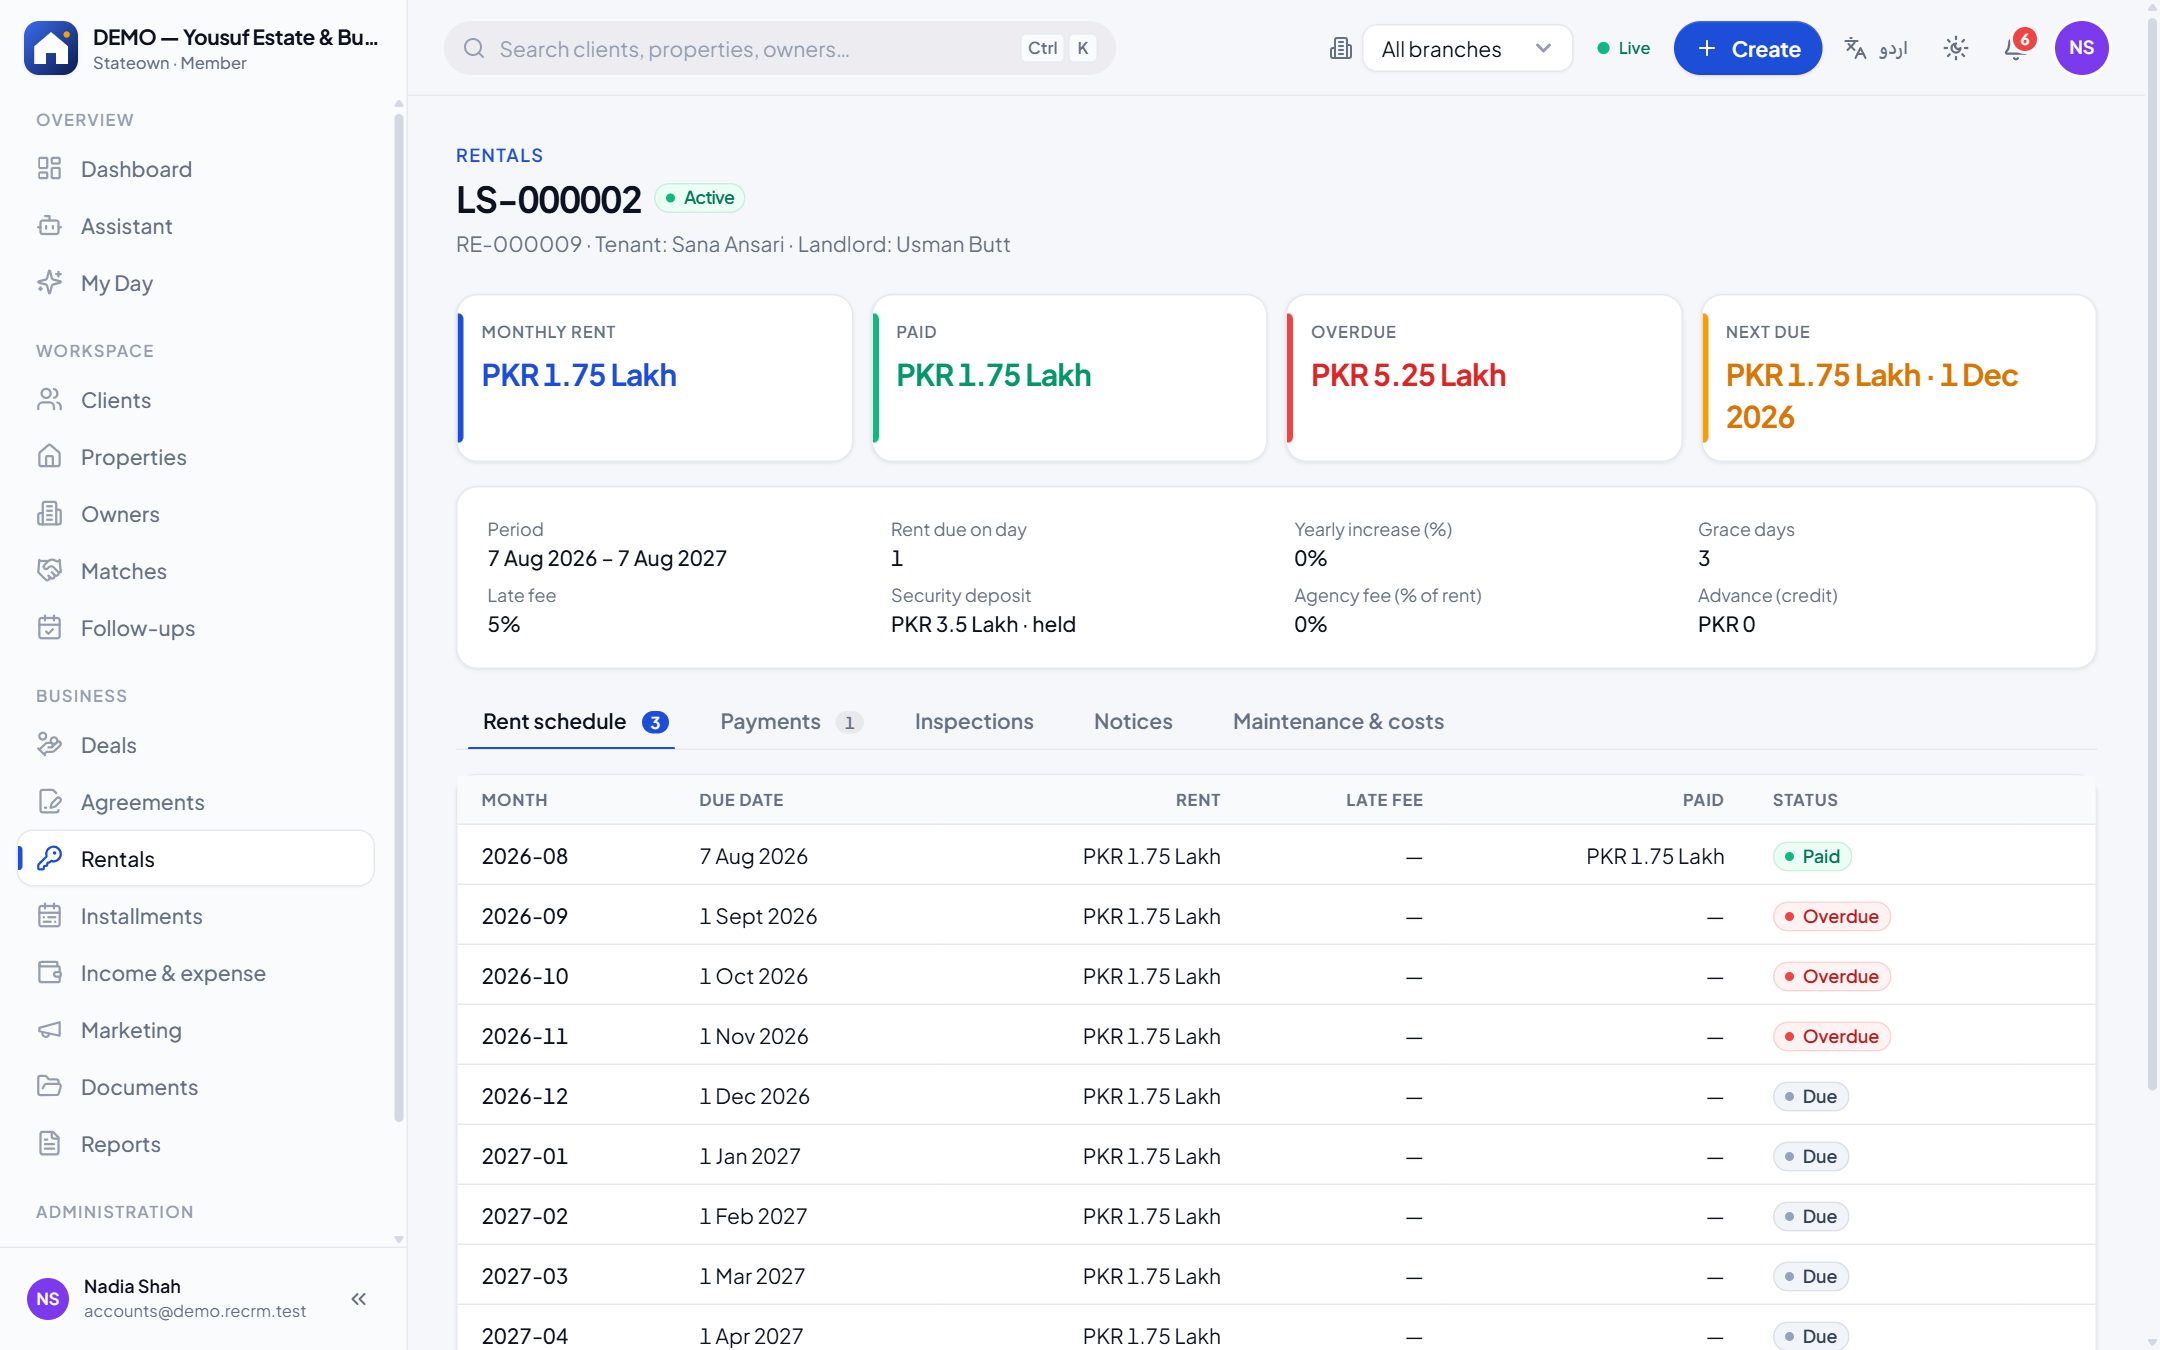 DEMO — Yousuf Estate & Bu...
Stateown · Member
OVERVIEW
Dashboard
Assistant
My Day
WORKSPACE
Clients
Properties
Owners
Matches
Follow-ups
BUSINESS
Deals
Agreements
Rentals
Installments
Income & expense
Marketing
Documents
Reports
ADMINISTRATION
NS
Nadia Shah
accounts@demo.recrm.test
Search clients, properties, owners...
Ctrl K
All branches
Live
Create
اردو
6
NS
RENTALS
LS-000002 Active
RE-000009 · Tenant: Sana Ansari · Landlord: Usman Butt
MONTHLY RENT
PKR 1.75 Lakh
PAID
PKR 1.75 Lakh
OVERDUE
PKR 5.25 Lakh
NEXT DUE
PKR 1.75 Lakh · 1 Dec
2026
Period
7 Aug 2026 – 7 Aug 2027
Rent due on day
1
Yearly increase (%)
0%
Grace days
3
Late fee
5%
Security deposit
PKR 3.5 Lakh · held
Agency fee (% of rent)
0%
Advance (credit)
PKR 0
Rent schedule 3 Payments 1 Inspections Notices Maintenance & costs
MONTH DUE DATE RENT LATE FEE PAID STATUS
2026-08 7 Aug 2026 PKR 1.75 Lakh — PKR 1.75 Lakh Paid
2026-09 1 Sept 2026 PKR 1.75 Lakh — — Overdue
2026-10 1 Oct 2026 PKR 1.75 Lakh — — Overdue
2026-11 1 Nov 2026 PKR 1.75 Lakh — — Overdue
2026-12 1 Dec 2026 PKR 1.75 Lakh — — Due
2027-01 1 Jan 2027 PKR 1.75 Lakh — — Due
2027-02 1 Feb 2027 PKR 1.75 Lakh — — Due
2027-03 1 Mar 2027 PKR 1.75 Lakh — — Due
2027-04 1 Apr 2027 PKR 1.75 Lakh — — Due